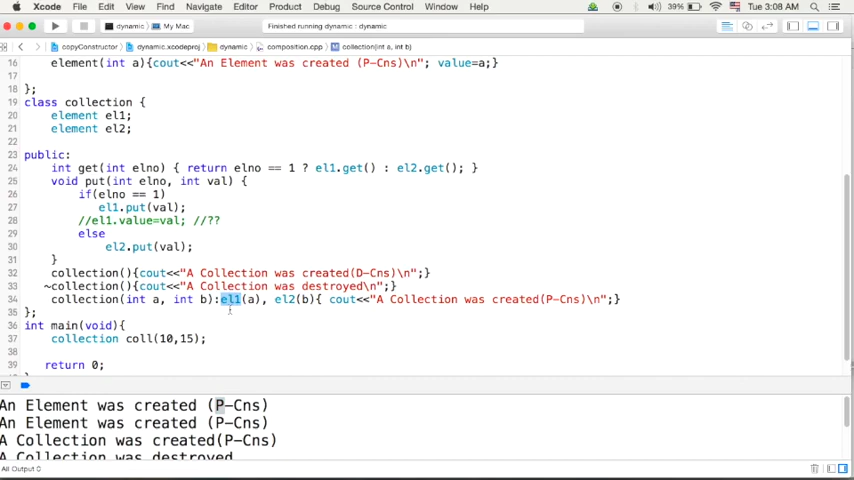 Xcode File Edit View Find Navigate Editor Product Debug Source Control Window Help 39% Tue 3:08 AM
dynamic My Mac Finished running dynamic : dynamic
copyConstructor dynamic.xcodeproj dynamic composition.cpp collection(int a, int b)
16 element(int a){cout<<"An Element was created (P-Cns)\n"; value=a;}
17
18 };
19 class collection {
20 element el1;
21 element el2;
22
23 public:
24 int get(int elno) { return elno == 1 ? el1.get() : el2.get(); }
25 void put(int elno, int val) {
26 if(elno == 1)
27 el1.put(val);
28 //el1.value=val; //??
29 else
30 el2.put(val);
31 }
32 collection(){cout<<"A Collection was created(D-Cns)\n";}
33 ~collection(){cout<<"A Collection was destroyed\n";}
34 collection(int a, int b):el1(a), el2(b){ cout<<"A Collection was created(P-Cns)\n";}
35 };
36 int main(void){
37 collection coll(10,15);
38
39 return 0;
An Element was created (P-Cns)
An Element was created (P-Cns)
A Collection was created(P-Cns)
A Collection was destroyed
All Output